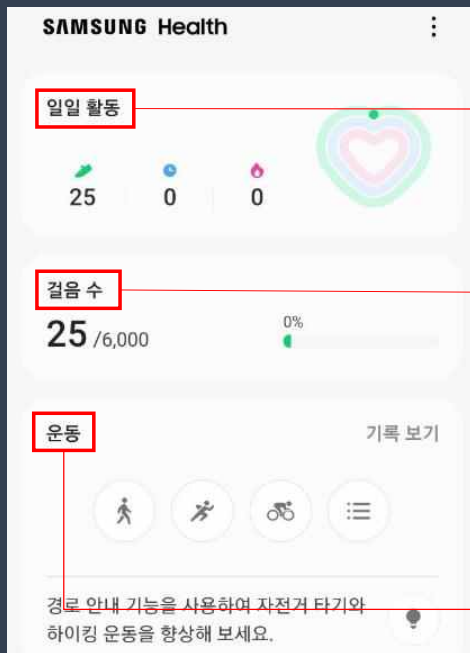 SAMSUNG Health
일일 활동
25 0 0
걸음 수
25 /6,000
0%
운동
기록 보기
경로 안내 기능을 사용하여 자전거 타기와
하이킹 운동을 향상해 보세요.